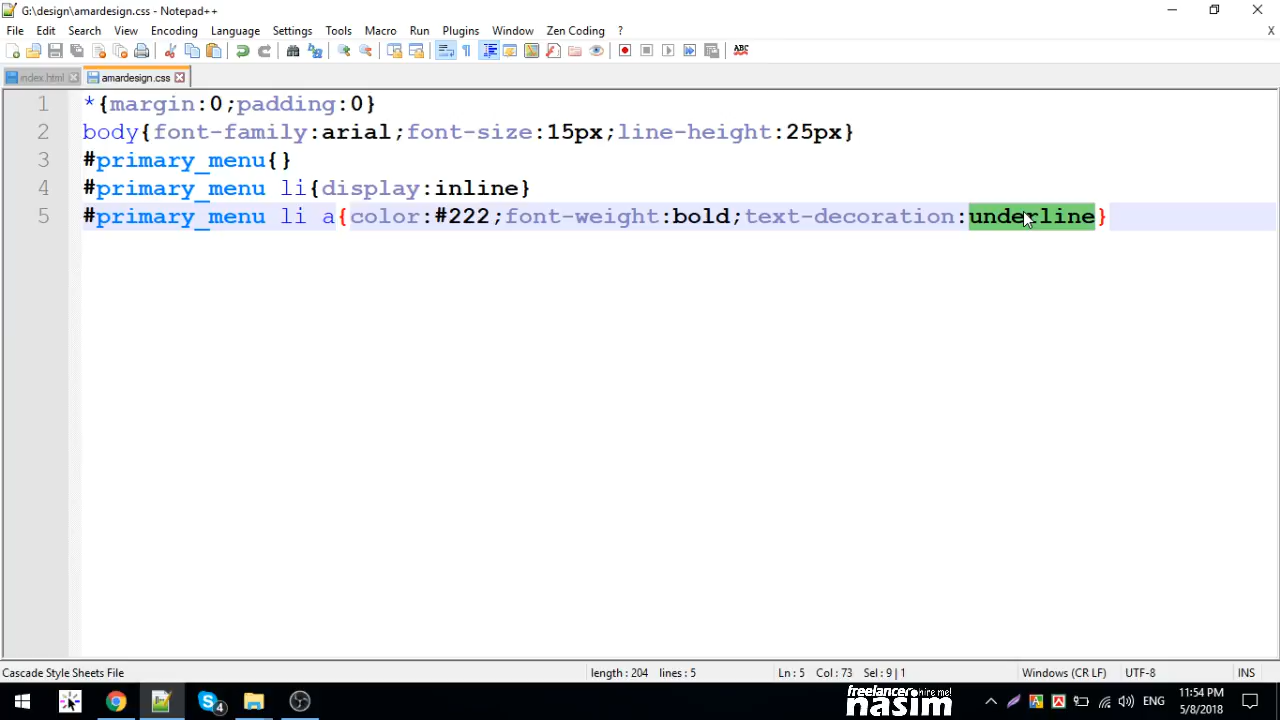 G:\design\amardesign.css - Notepad++
File Edit Search View Encoding Language Settings Tools Macro Run Plugins Window Zen Coding ? X
ABC
index.html amardesign.css
1 *{margin:0;padding:0}
2 body{font-family:arial;font-size:15px;line-height:25px}
3 #primary_menu{}
4 #primary_menu li{display:inline}
5 #primary_menu li a{color:#222;font-weight:bold;text-decoration:underline}
Cascade Style Sheets File length : 204 lines : 5 Ln : 5 Col : 73 Sel : 9 | 1 Windows (CR LF) UTF-8 INS
4 ENG 11:54 PM
5/8/2018
freelancer hire me!
nasim